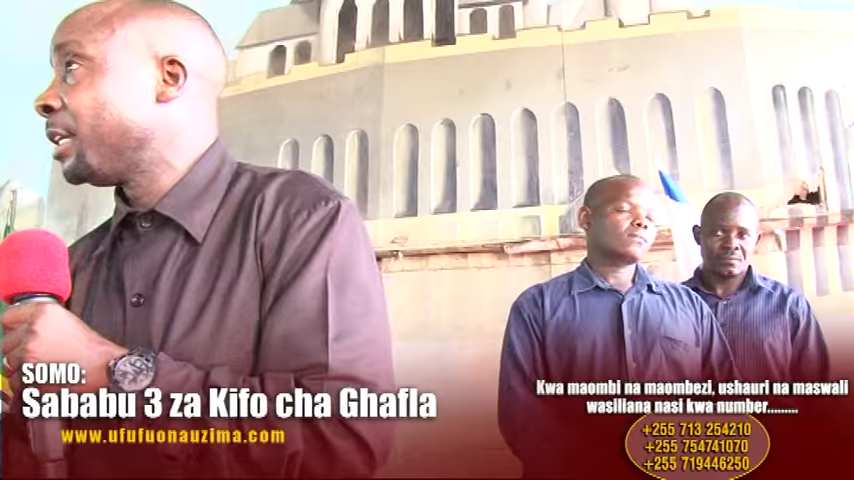 SOMO:
Sababu 3 za Kifo cha Ghafla
www.ufufuonauzima.com
Kwa maombi na maombezi, ushauri na maswali
wasiliana nasi kwa number.........
+255 713 254210
+255 754741070
+255 719446250